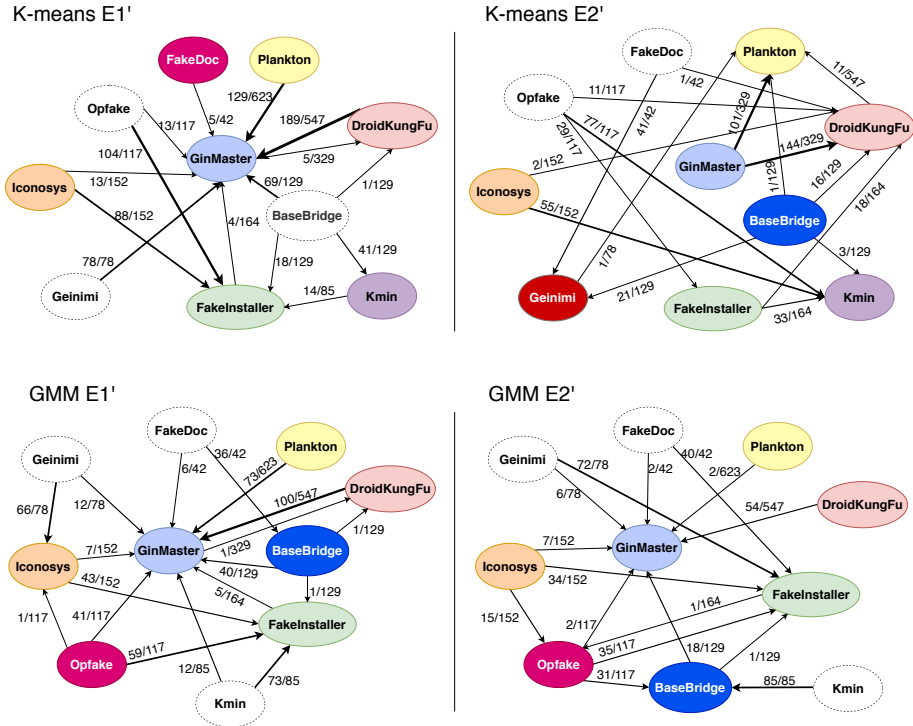 K-means E1'
FakeDoc
Plankton
Opfake
129/623
5/42
13/117
189/547
DroidKungFu
GinMaster
104/117
5/329
Iconosys
13/152
69/129
1/129
88/152
4/164
BaseBridge
78/78
18/129
41/129
Geinimi
14/85
FakeInstaller
Kmin
K-means E2'
FakeDoc
Plankton
1/42
11/547
Opfake
11/117
77/117
41/42
101/329
DroidKungFu
29/117
GinMaster
144/329
2/152
Iconosys
1/129
16/129
18/164
55/152
BaseBridge
1/78
3/129
21/129
Geinimi
FakeInstaller
33/164
Kmin
GMM E1'
FakeDoc
36/42
Plankton
Geinimi
6/42
73/623
12/78
DroidKungFu
66/78
100/547
1/129
7/152
GinMaster
1/329
BaseBridge
Iconosys
43/152
40/129
5/164
1/129
1/117
41/117
FakeInstaller
59/117
Opfake
12/85
73/85
Kmin
GMM E2'
FakeDoc
40/42
Plankton
Geinimi
72/78
2/42
2/623
6/78
DroidKungFu
54/547
7/152
GinMaster
Iconosys
34/152
FakeInstaller
15/152
1/164
2/117
35/117
18/129
1/129
Opfake
31/117
BaseBridge
85/85
Kmin